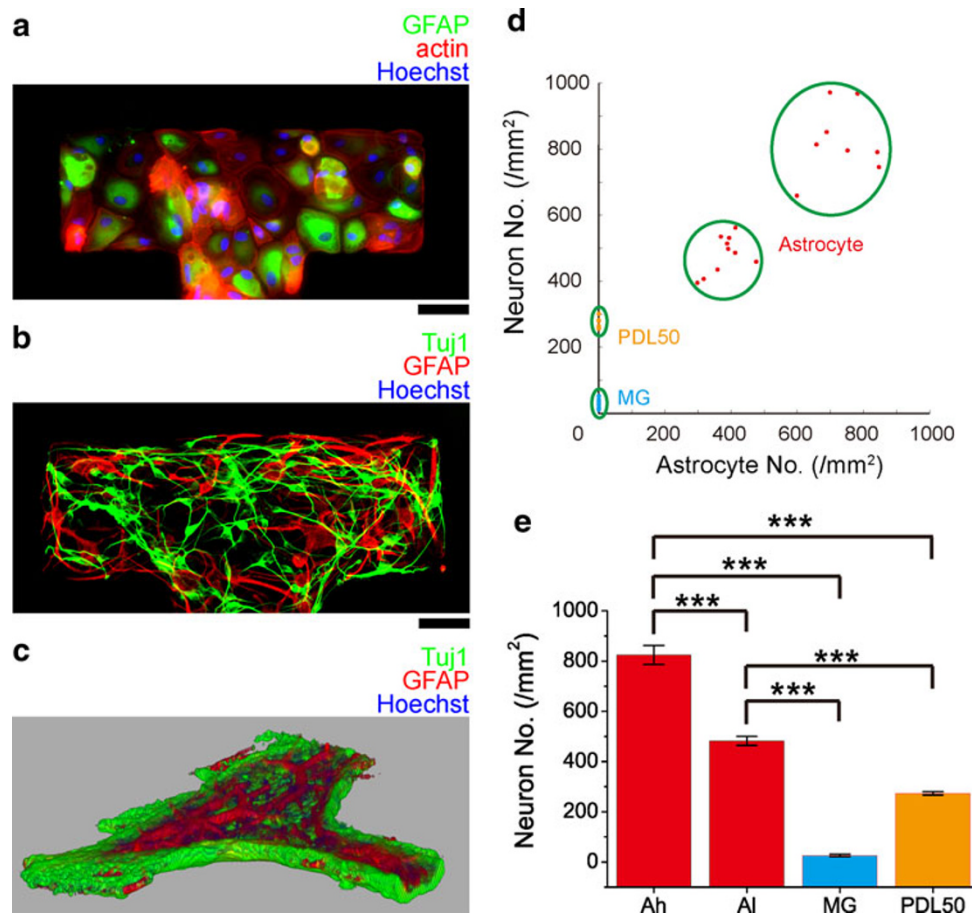 a
GFAP
actin
Hoechst
b
Tuj1
GFAP
Hoechst
c
Tuj1
GFAP
Hoechst
d
Neuron No. (/mm²)
1000
800
600
400
200
0
200
400
600
800
1000
Astrocyte No. (/mm²)
Astrocyte
PDL50
MG
e
Neuron No. (/mm²)
1000
800
600
400
200
0
***
***
***
***
***
Ah
Al
MG
PDL50